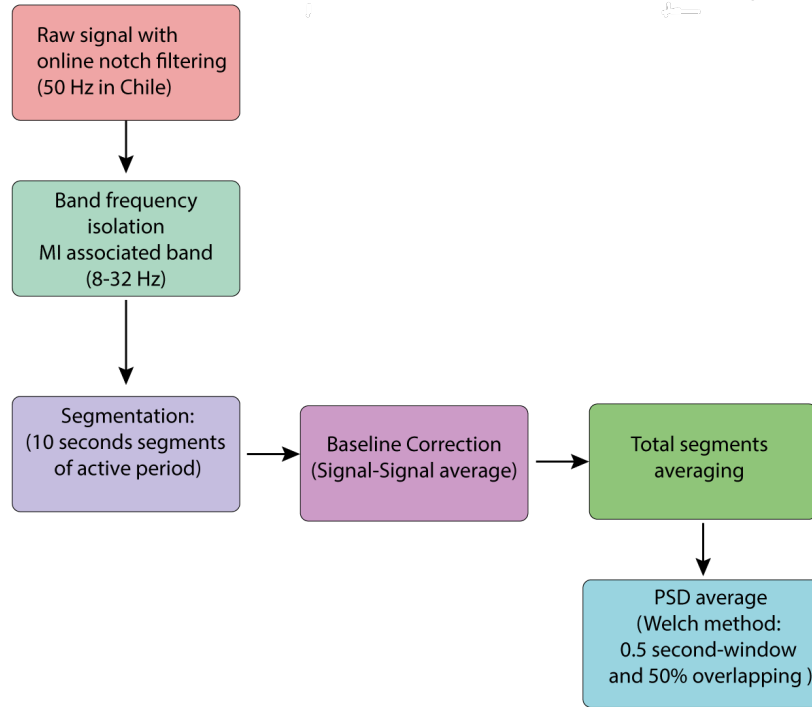 Raw signal with
online notch filtering
(50 Hz in Chile)
Band frequency
isolation
MI associated band
(8-32 Hz)
Segmentation:
(10 seconds segments
of active period)
Baseline Correction
(Signal-Signal average)
Total segments
averaging
PSD average
(Welch method:
0.5 second-window
and 50% overlapping )